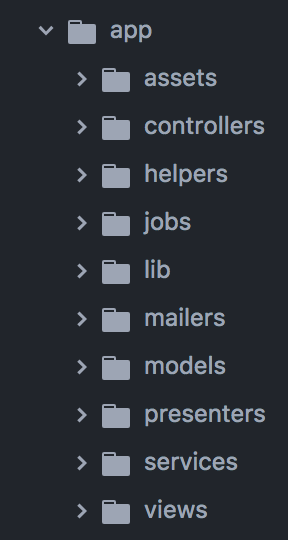 app
assets
controllers
helpers
jobs
lib
mailers
models
presenters
services
views